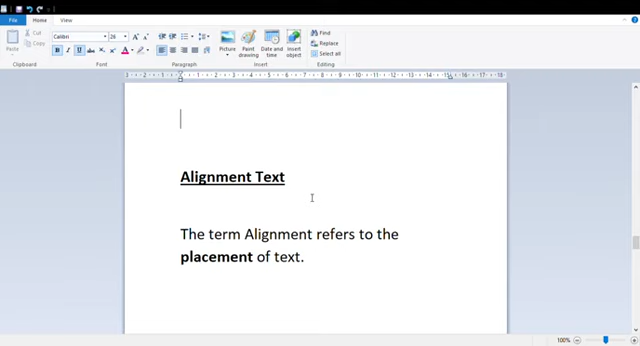 File Home View
Cut
Copy
Paste
Clipboard
Calibri 26
B I U
Font
Paragraph
Picture
Paint drawing
Date and time
Insert object
Insert
Find
Replace
Select all
Editing
Alignment Text
The term Alignment refers to the
placement of text.
100%